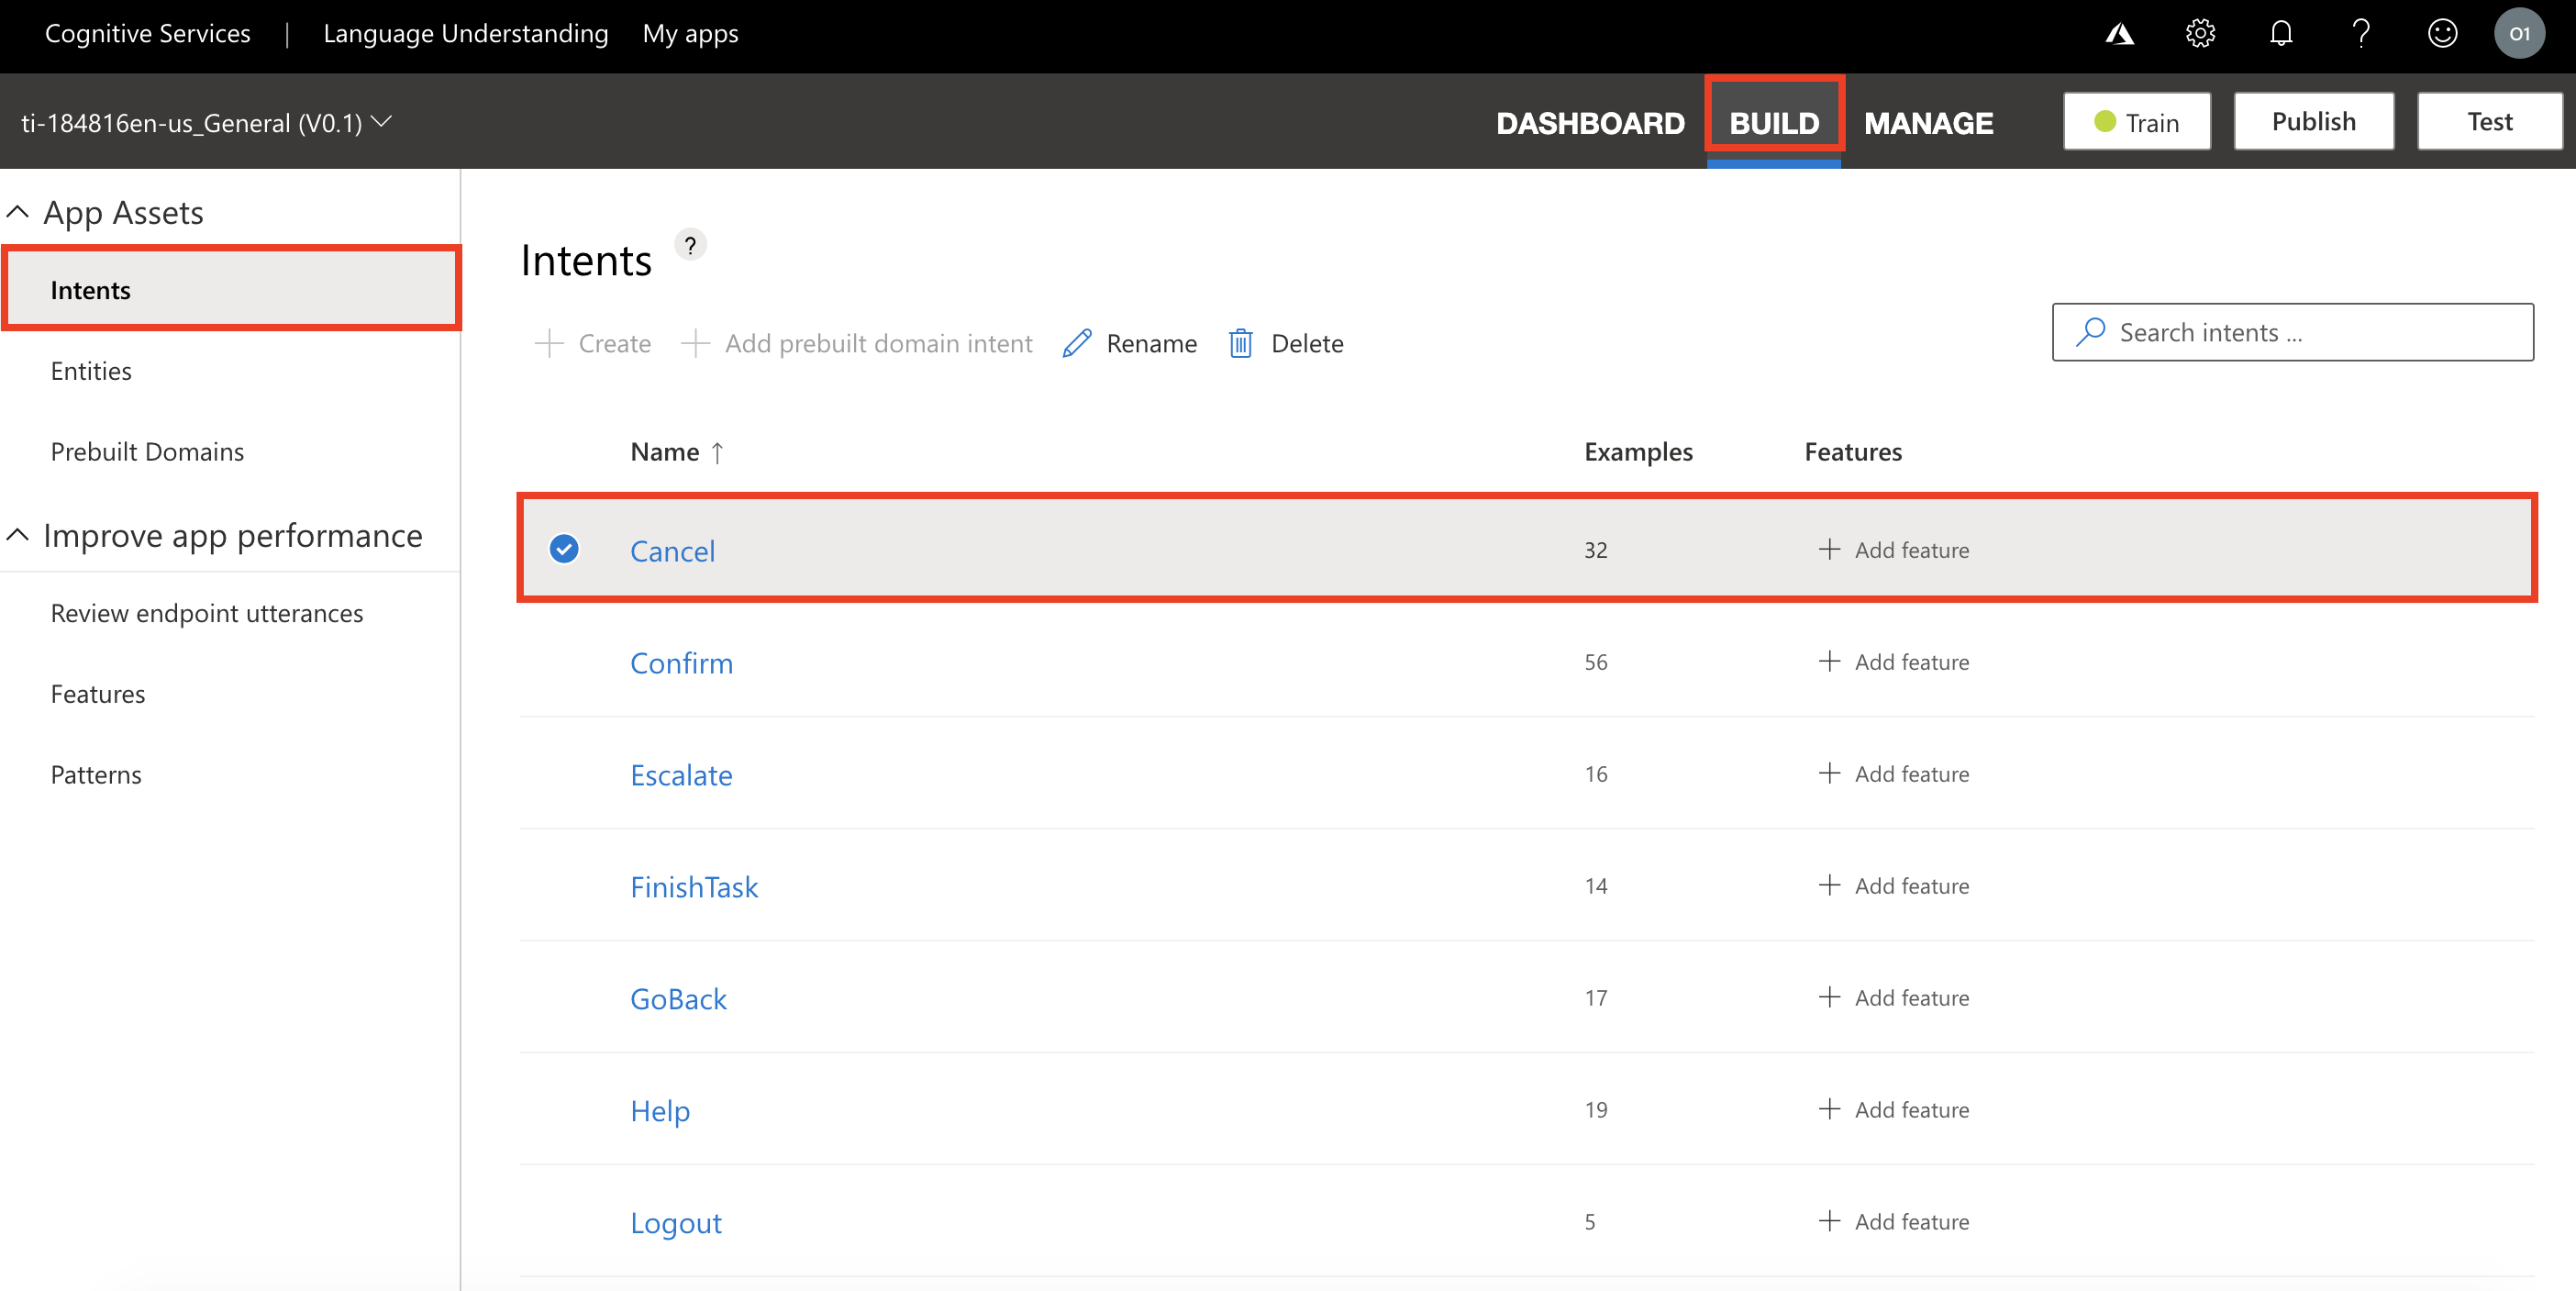 Cognitive Services | Language Understanding My apps
01
ti-184816en-us_General (V0.1)
DASHBOARD BUILD MANAGE Train Publish Test
App Assets
Intents
Entities
Prebuilt Domains
Improve app performance
Review endpoint utterances
Features
Patterns
Intents ?
+ Create + Add prebuilt domain intent Rename Delete
Search intents ...
Name ↑ Examples Features
Cancel 32 + Add feature
Confirm 56 + Add feature
Escalate 16 + Add feature
FinishTask 14 + Add feature
GoBack 17 + Add feature
Help 19 + Add feature
Logout 5 + Add feature